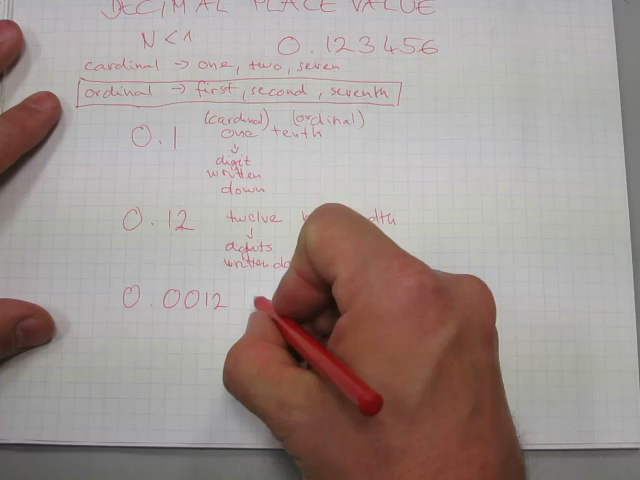 DECIMAL PLACE VALUE
N<1 0.123456
cardinal → one, two, seven
ordinal → first, second, seventh
(cardinal) (ordinal)
0.1 one tenth
↓
digit
written
down
0.12 twelve
↓
digits
written
0.0012